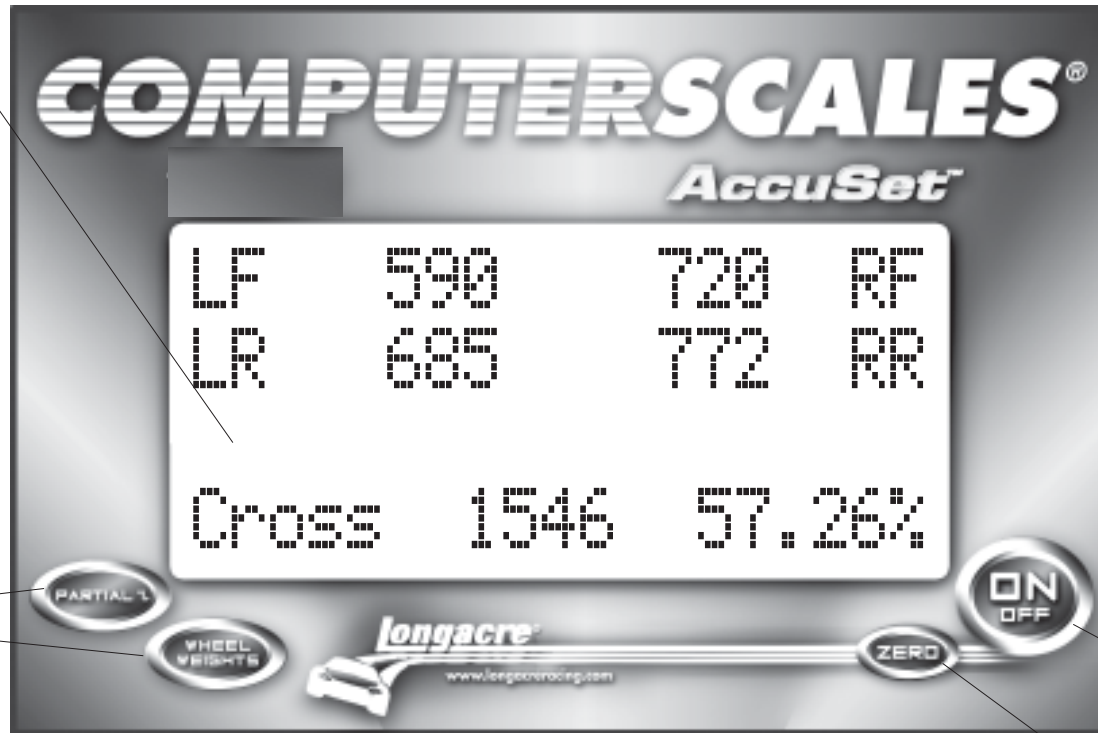 COMPUTERSCALES®
AccuSet™
LF 590 720 RF
LR 685 772 RR
Cross 1546 57.26%
PARTIAL %
WHEEL
WEIGHTS
longacre®
www.longacreracing.com
ZERO
ON
OFF